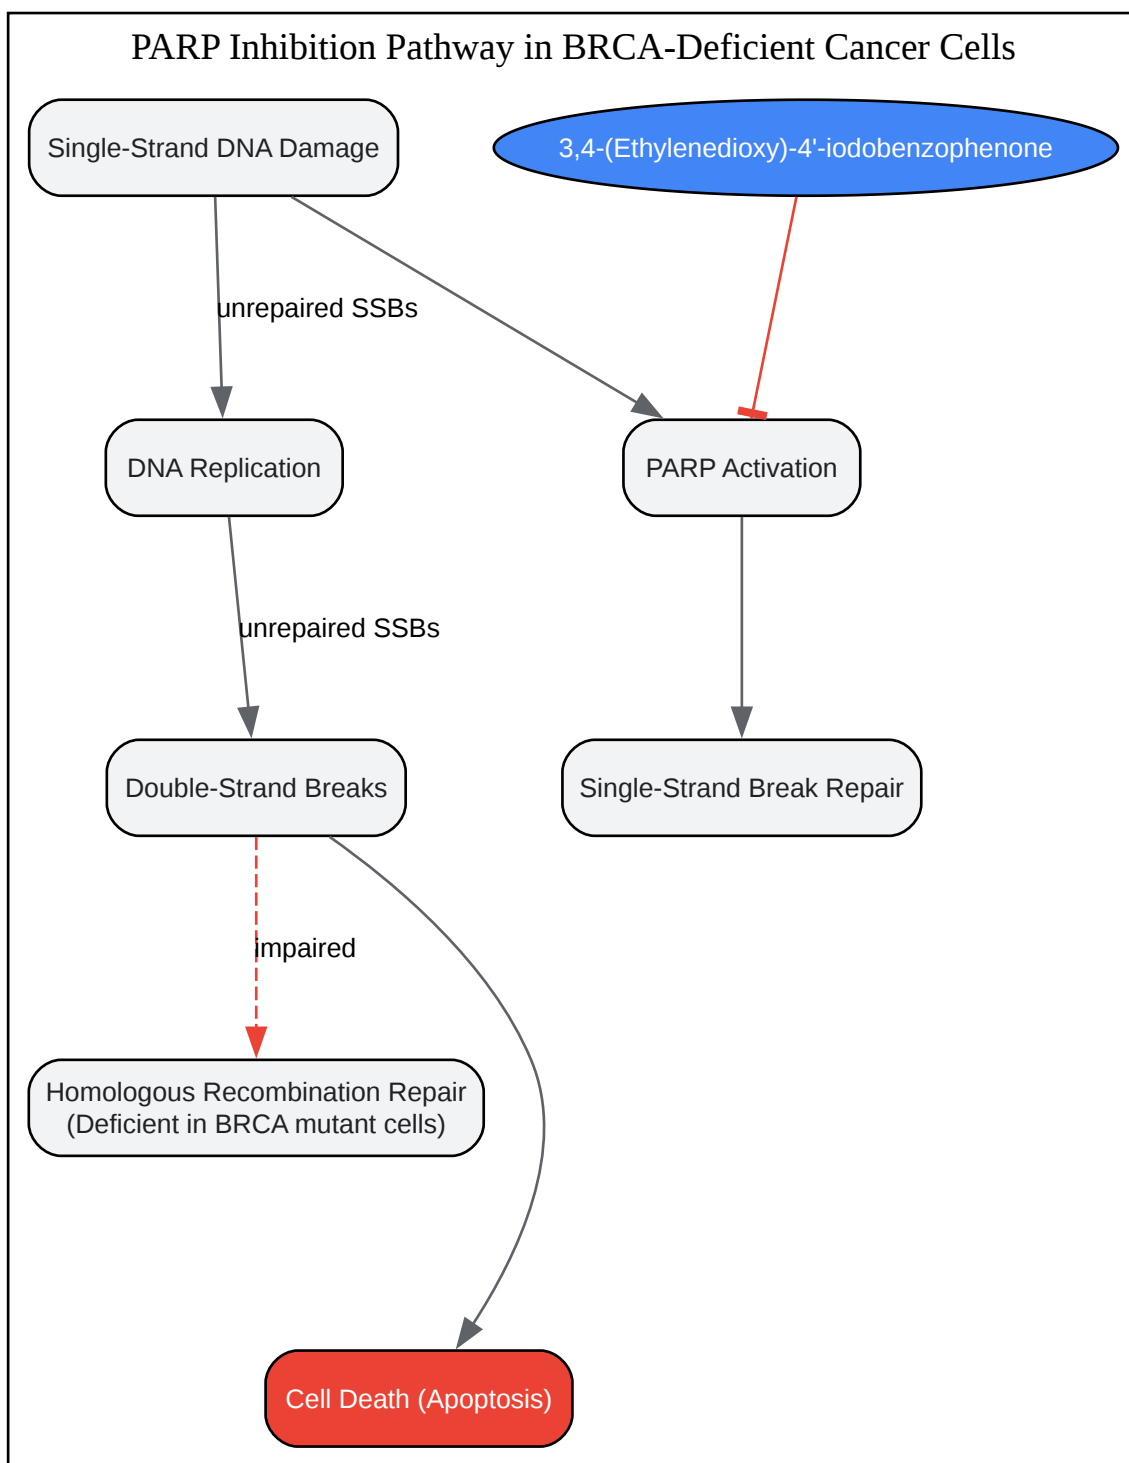 PARP Inhibition Pathway in BRCA-Deficient Cancer Cells
Single-Strand DNA Damage
3,4-(Ethylenedioxy)-4'-iodobenzophenone
unrepaired SSBs
DNA Replication
PARP Activation
unrepaired SSBs
Double-Strand Breaks
Single-Strand Break Repair
impaired
Homologous Recombination Repair
(Deficient in BRCA mutant cells)
Cell Death (Apoptosis)